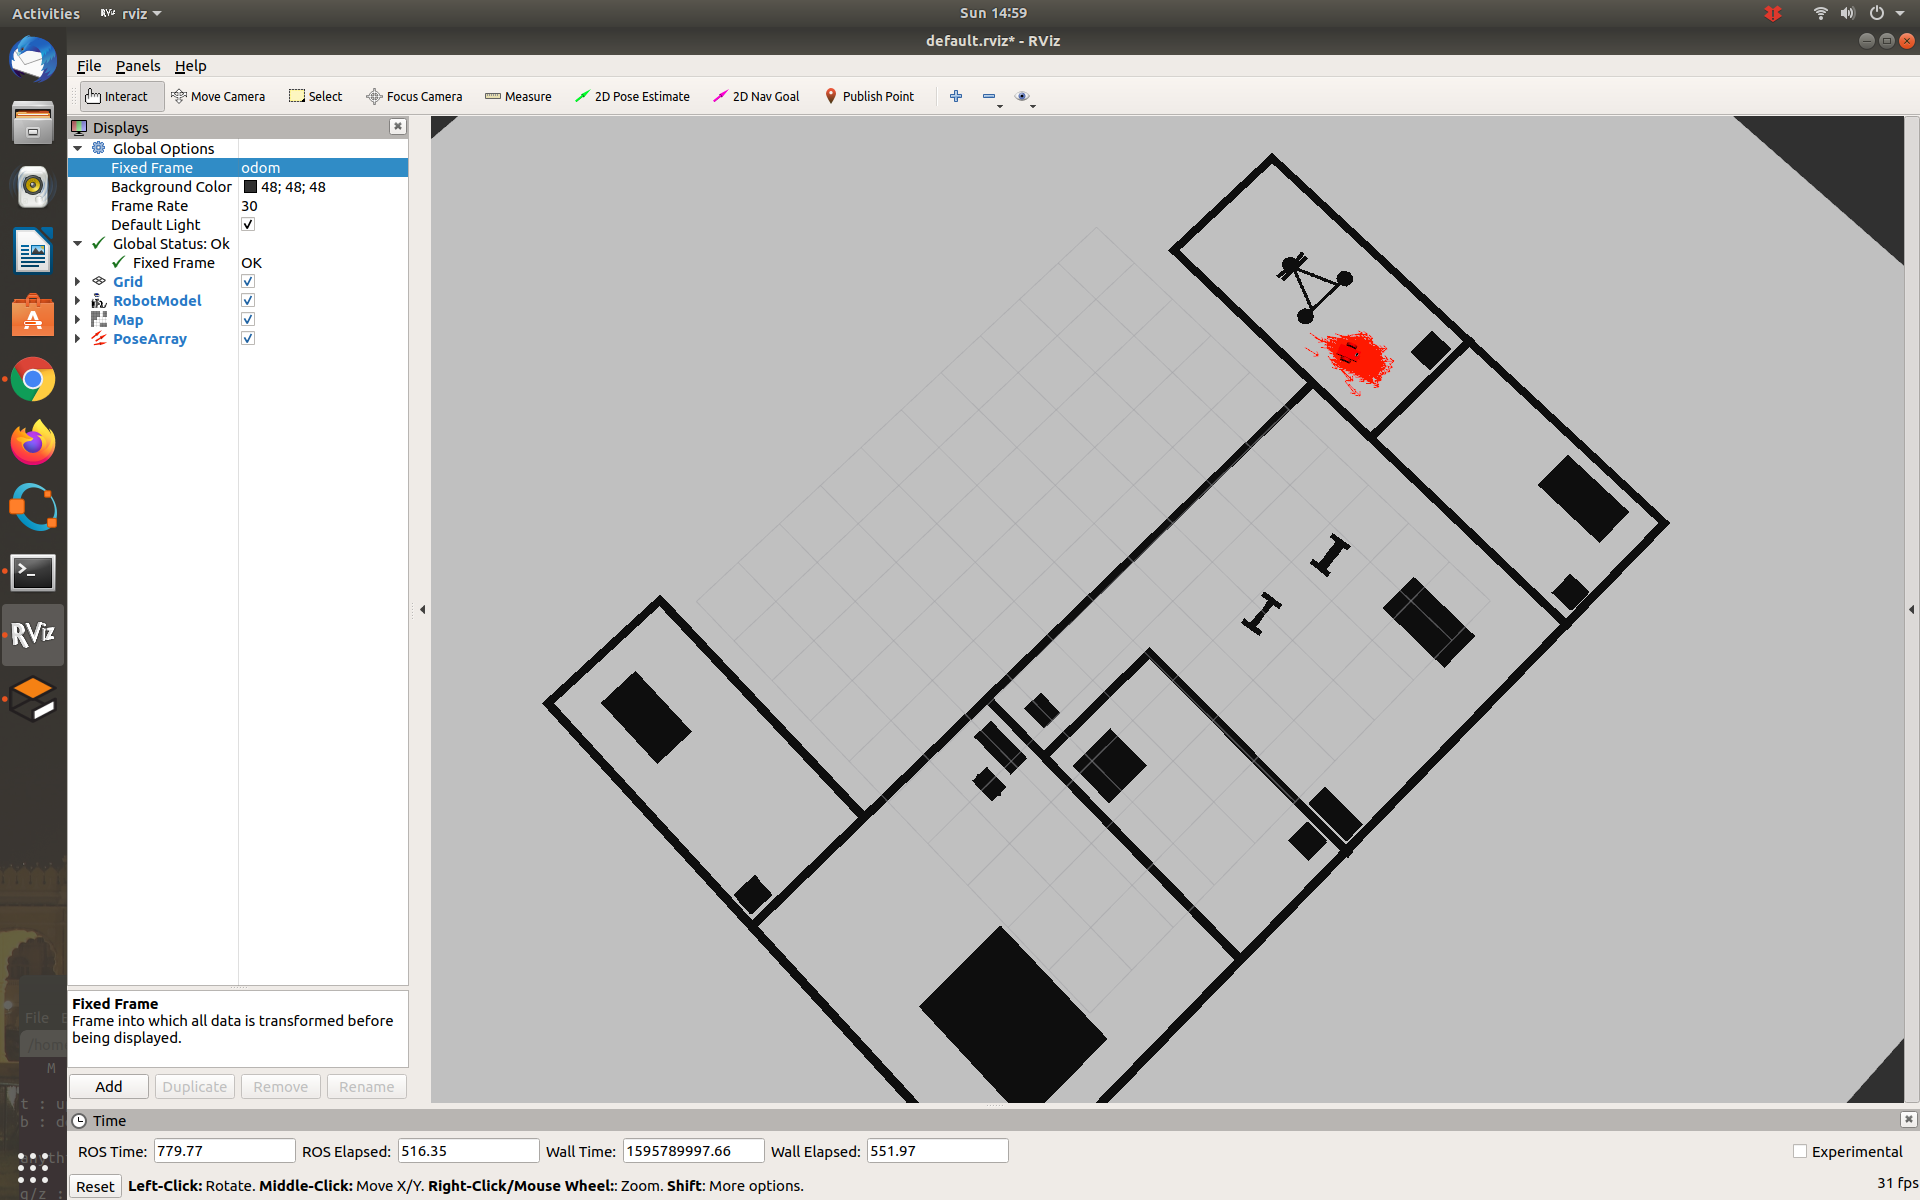 Activities
RViz rviz
Sun 14:59
default.rviz* - RViz
File Panels Help
Interact Move Camera Select Focus Camera Measure 2D Pose Estimate 2D Nav Goal Publish Point
Displays
Global Options
Fixed Frame odom
Background Color 48; 48; 48
Frame Rate 30
Default Light
Global Status: Ok
Fixed Frame OK
Grid
RobotModel
Map
PoseArray
RViz
Fixed Frame
Frame into which all data is transformed before
being displayed.
Add Duplicate Remove Rename
File
/hom
M
t : u
b : d
anyth
q/z :
Time
ROS Time: 779.77 ROS Elapsed: 516.35 Wall Time: 1595789997.66 Wall Elapsed: 551.97 Experimental
Reset Left-Click: Rotate. Middle-Click: Move X/Y. Right-Click/Mouse Wheel:: Zoom. Shift: More options. 31 fps